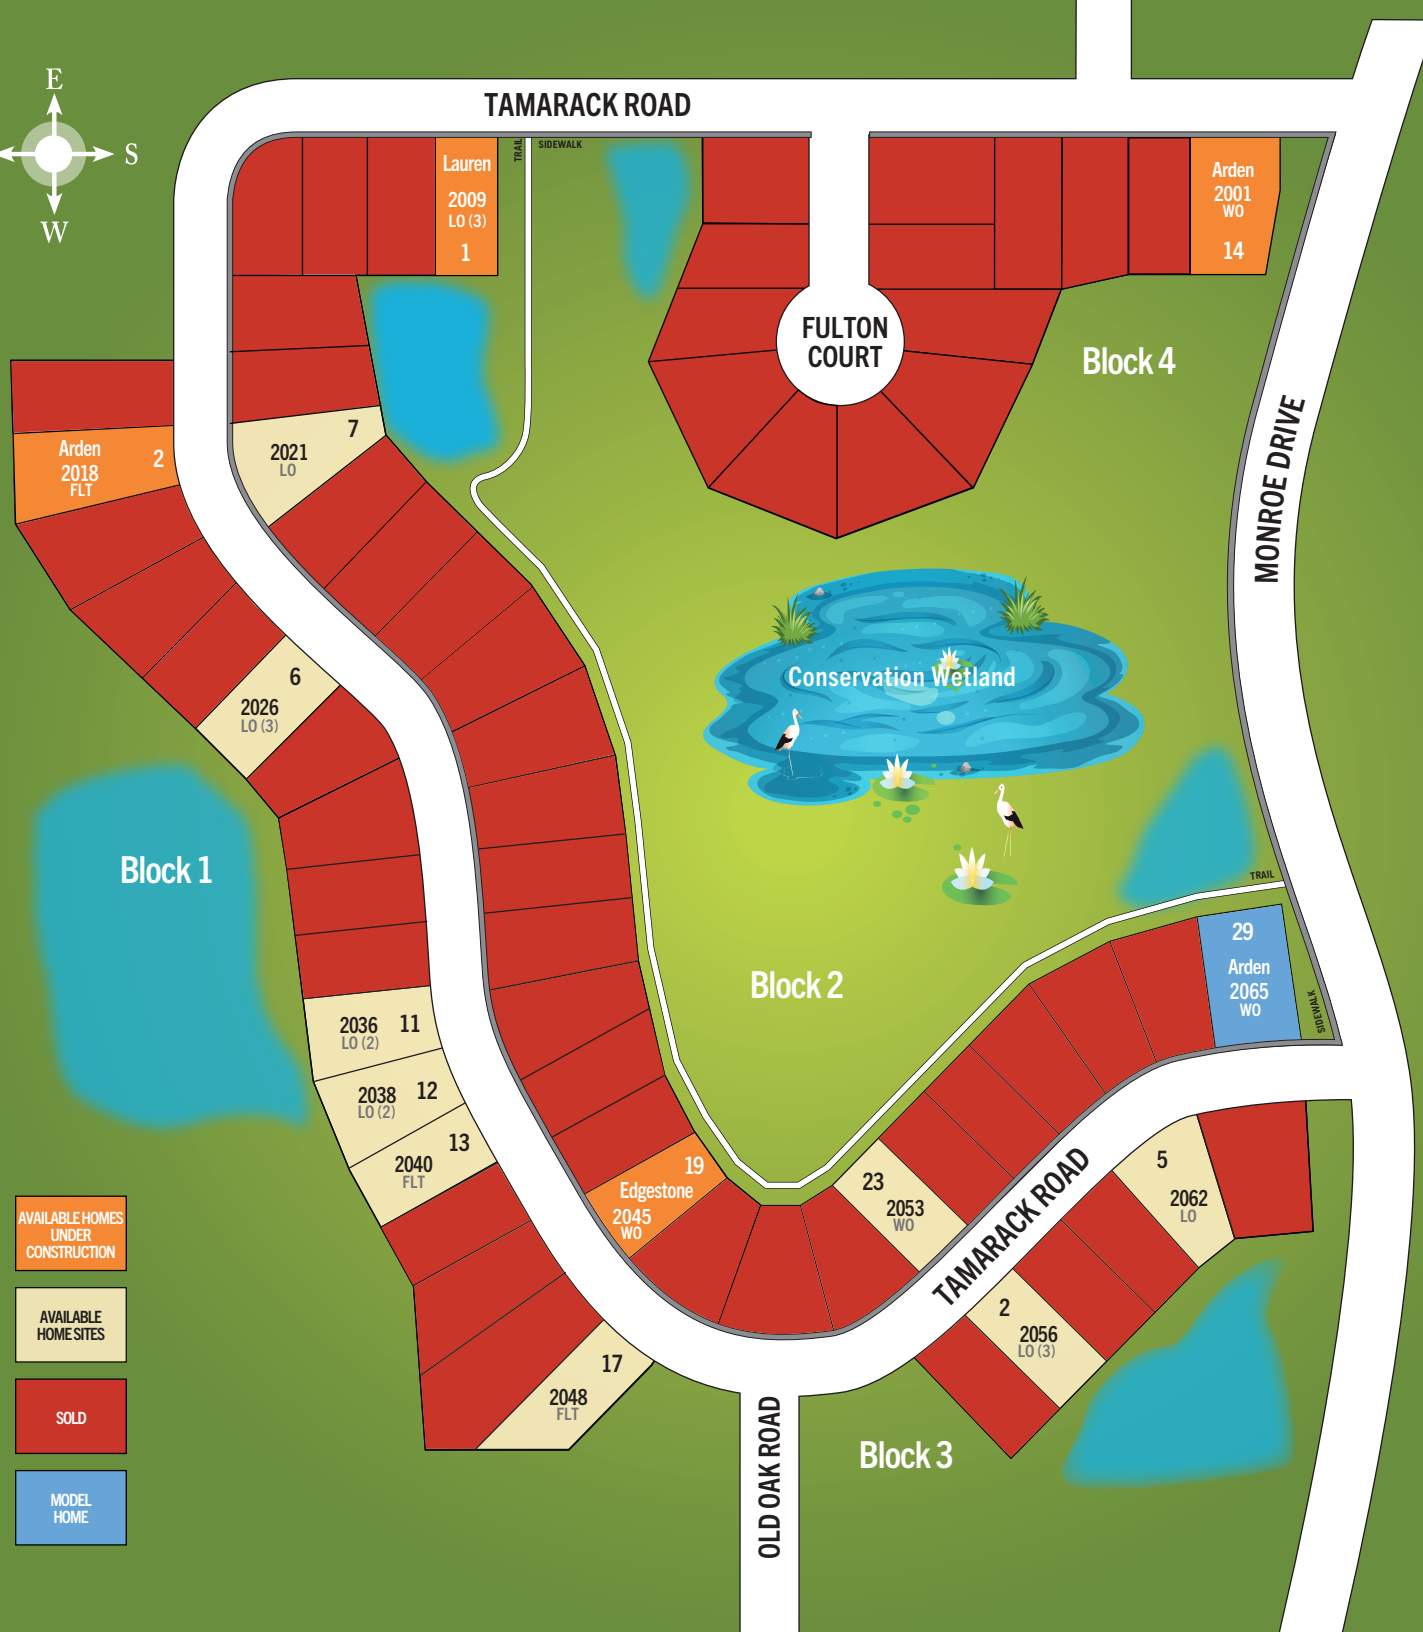 E
S
W
TAMARACK ROAD
TRAIL
SIDEWALK
Lauren
2009
LO (3)
1
Arden
2001
WO
14
FULTON
COURT
Block 4
MONROE DRIVE
7
2021
LO
Arden
2018
FLT
2
6
2026
LO (3)
Conservation Wetland
Block 1
TRAIL
29
Arden
2065
WO
SIDEWALK
Block 2
2036
11
LO (2)
2038
12
LO (2)
13
2040
FLT
19
Edgestone
2045
WO
23
2053
WO
TAMARACK ROAD
5
2062
LO
2
2056
LO (3)
17
2048
FLT
OLD OAK ROAD
Block 3
AVAILABLE HOMES
UNDER
CONSTRUCTION
AVAILABLE
HOME SITES
SOLD
MODEL
HOME